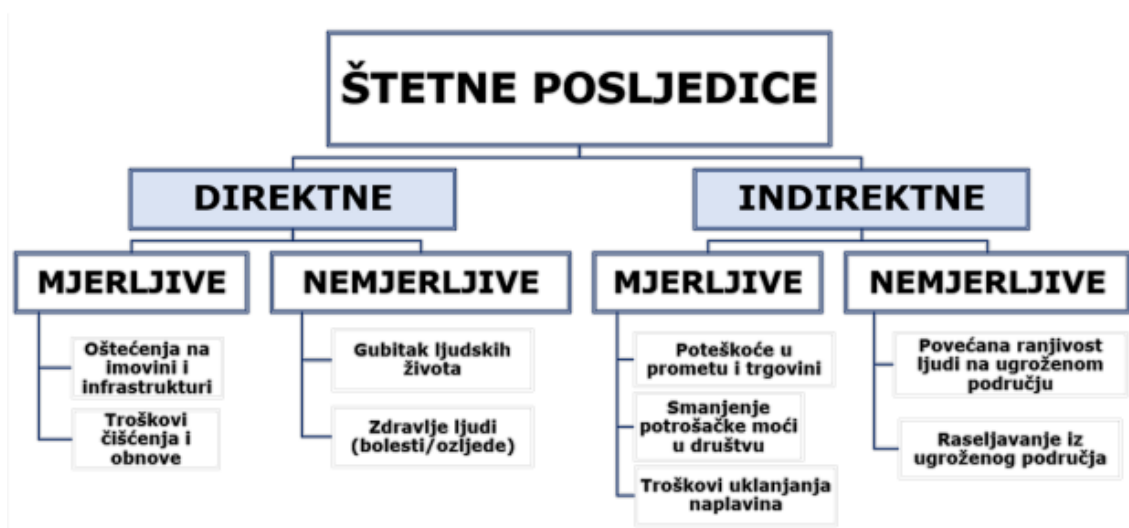 ŠTETNE POSLJEDICE
DIREKTNE
INDIREKTNE
MJERLJIVE
NEMJERLJIVE
MJERLJIVE
NEMJERLJIVE
Oštećenja na
imovini i
infrastrukturi
Troškovi
čišćenja i
obnove
Gubitak ljudskih
života
Zdravlje ljudi
(bolesti/ozljede)
Poteškoće u
prometu i trgovini
Smanjenje
potrošačke moći
u društvu
Troškovi uklanjanja
naplavina
Povećana ranjivost
ljudi na ugroženom
području
Raseljavanje iz
ugroženog područja